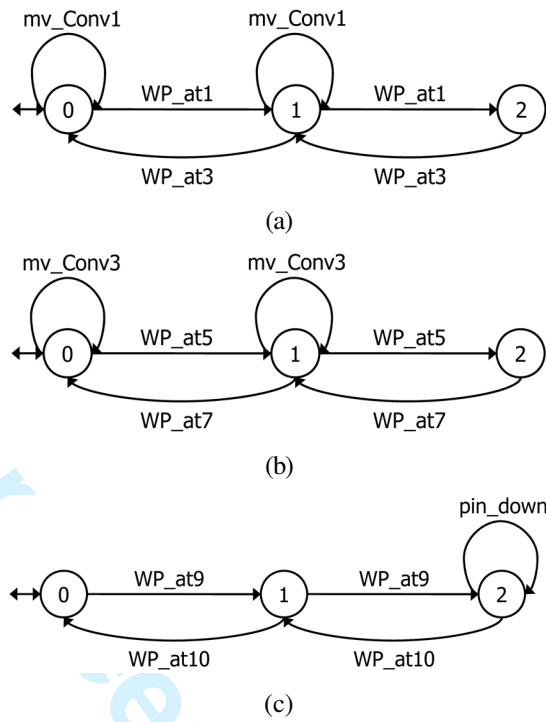 mv_Conv1 mv_Conv1
0 WP_at1 1 WP_at1 2
WP_at3 WP_at3
(a)
mv_Conv3 mv_Conv3
0 WP_at5 1 WP_at5 2
WP_at7 WP_at7
(b)
pin_down
0 WP_at9 1 WP_at9 2
WP_at10 WP_at10
(c)